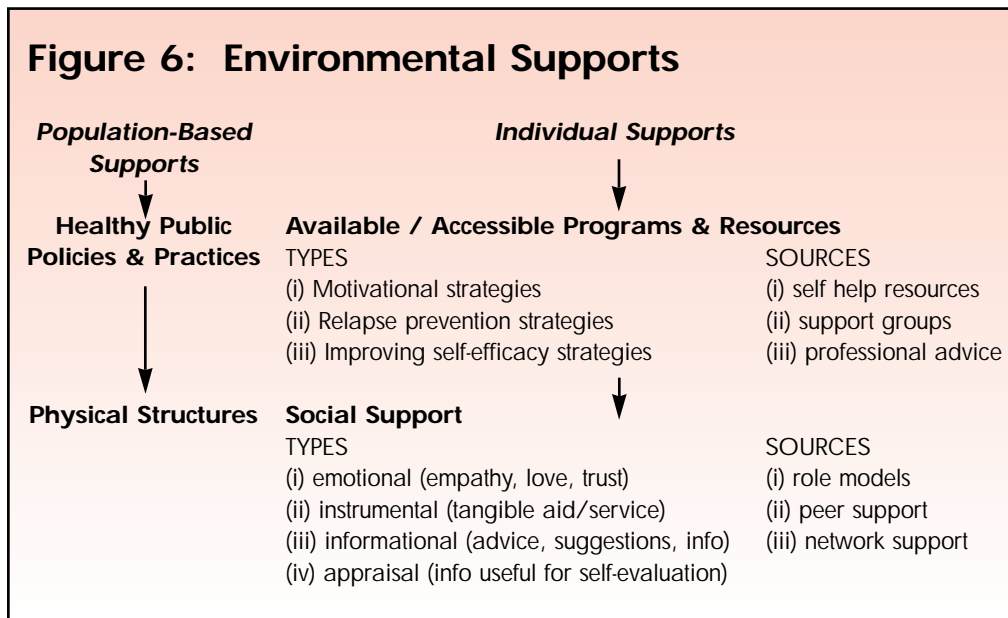 Figure 6: Environmental Supports
Population-Based
Supports
Individual Supports
Healthy Public
Policies & Practices
Available / Accessible Programs & Resources
TYPES
(i) Motivational strategies
(ii) Relapse prevention strategies
(iii) Improving self-efficacy strategies
SOURCES
(i) self help resources
(ii) support groups
(iii) professional advice
Physical Structures
Social Support
TYPES
(i) emotional (empathy, love, trust)
(ii) instrumental (tangible aid/service)
(iii) informational (advice, suggestions, info)
(iv) appraisal (info useful for self-evaluation)
SOURCES
(i) role models
(ii) peer support
(iii) network support